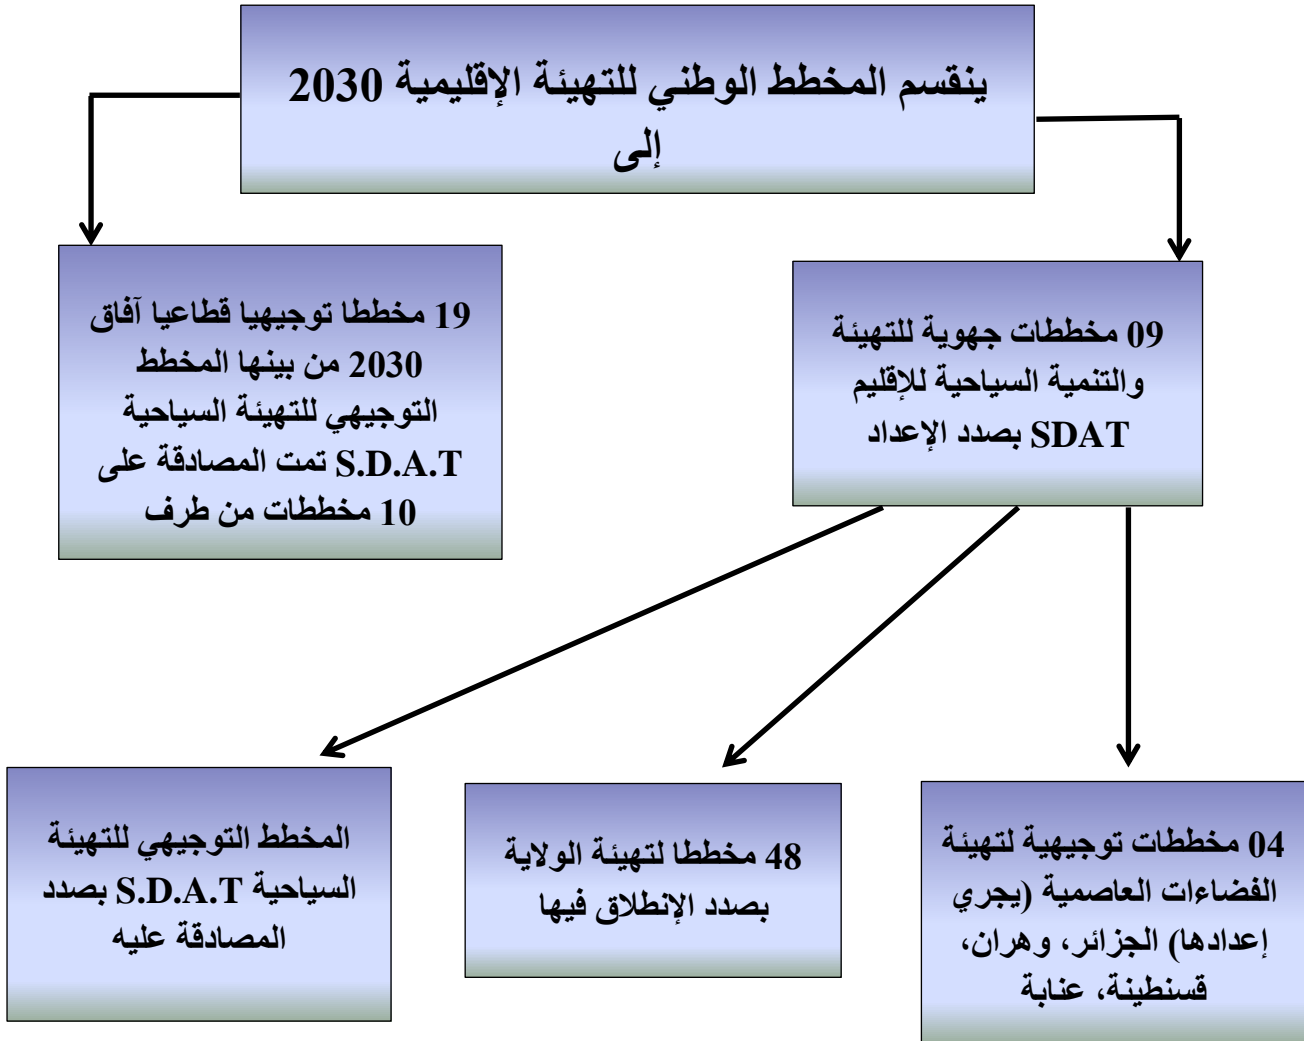 ينقسم المخطط الوطني للتهيئة الإقليمية 2030
إلى
09 مخططات جهوية للتهيئة
والتنمية السياحية للإقليم
SDAT بصدد الإعداد
19 مخططا توجيهيا قطاعيا آفاق
2030 من بينها المخطط
التوجيهي للتهيئة السياحية
S.D.A.T تمت المصادقة على
10 مخططات من طرف
04 مخططات توجيهية لتهيئة
الفضاءات العاصمية (يجري
إعدادها) الجزائر، وهران،
قسنطينة، عنابة
48 مخططا لتهيئة الولاية
بصدد الإنطلاق فيها
المخطط التوجيهي للتهيئة
السياحية S.D.A.T بصدد
المصادقة عليه